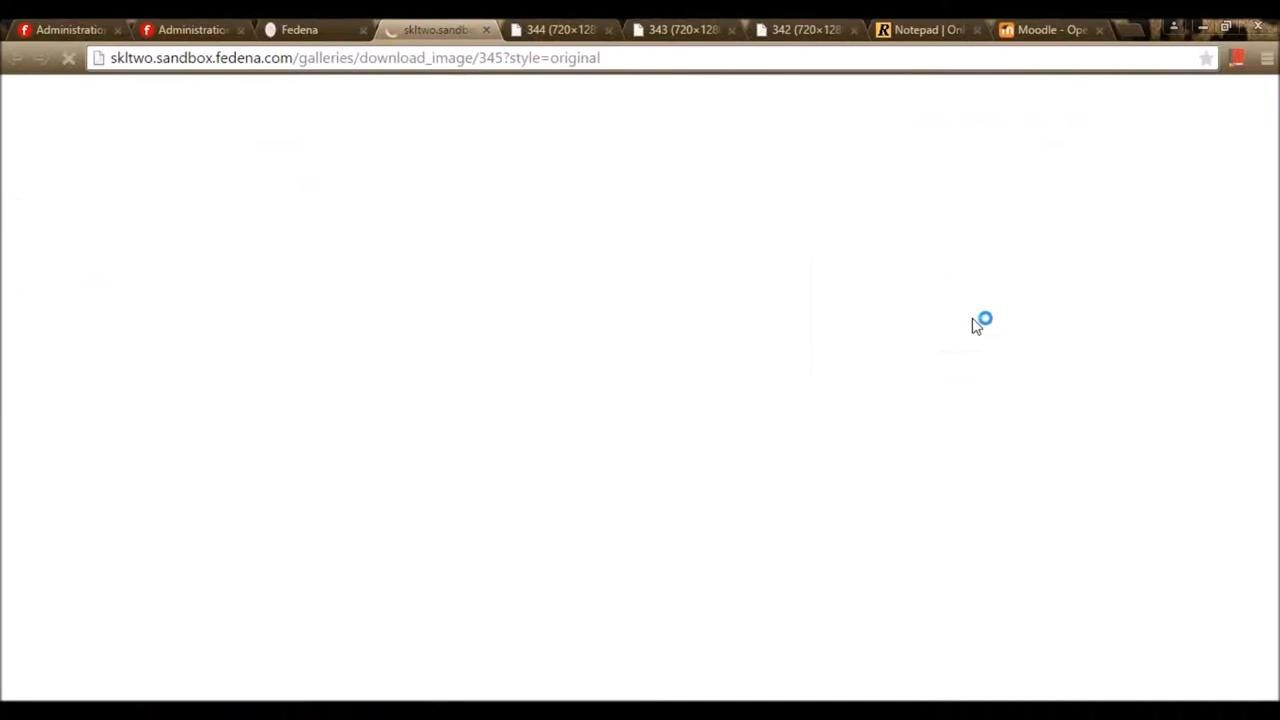 Administratio
Administratio
Fedena
skltwo.sandb
344 (720×128
343 (720×128
342 (720×128
Notepad | Onl
Moodle - Ope
skltwo.sandbox.fedena.com/galleries/download_image/345?style=original